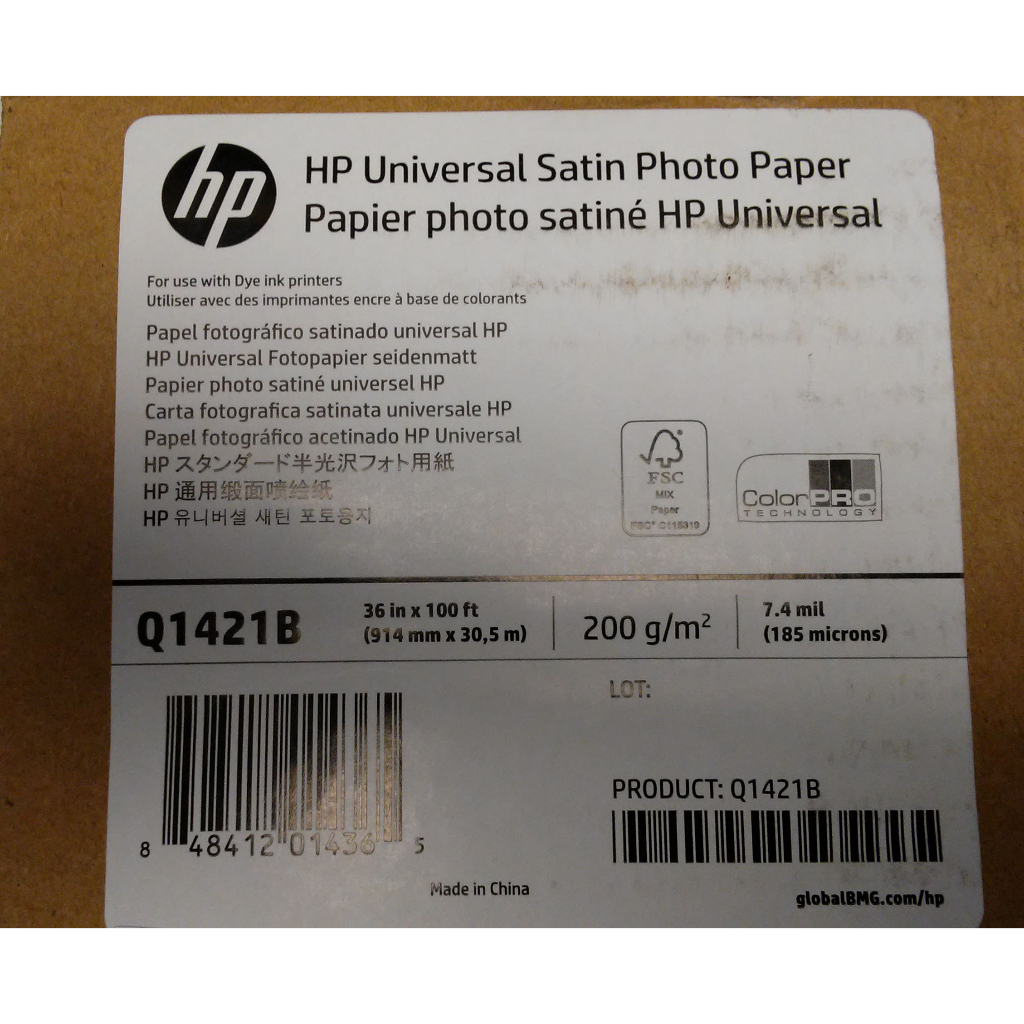 hp
HP Universal Satin Photo Paper
Papier photo satiné HP Universal
For use with Dye ink printers
Utiliser avec des imprimantes encre à base de colorants
Papel fotográfico satinado universal HP
HP Universal Fotopapier seidenmatt
Papier photo satiné universel HP
Carta fotografica satinata universale HP
Papel fotográfico acetinado HP Universal
HP スタンダード半光沢フォト用紙
HP 通用缎面喷绘纸
HP 유니버셜 새틴 포토용지
FSC
MIX
Paper
FSC® C115319
ColorPRO
TECHNOLOGY
Q1421B
36 in x 100 ft
(914 mm x 30,5 m)
200 g/m²
7.4 mil
(185 microns)
LOT:
PRODUCT: Q1421B
8 48412 01436 5
Made in China
globalBMG.com/hp